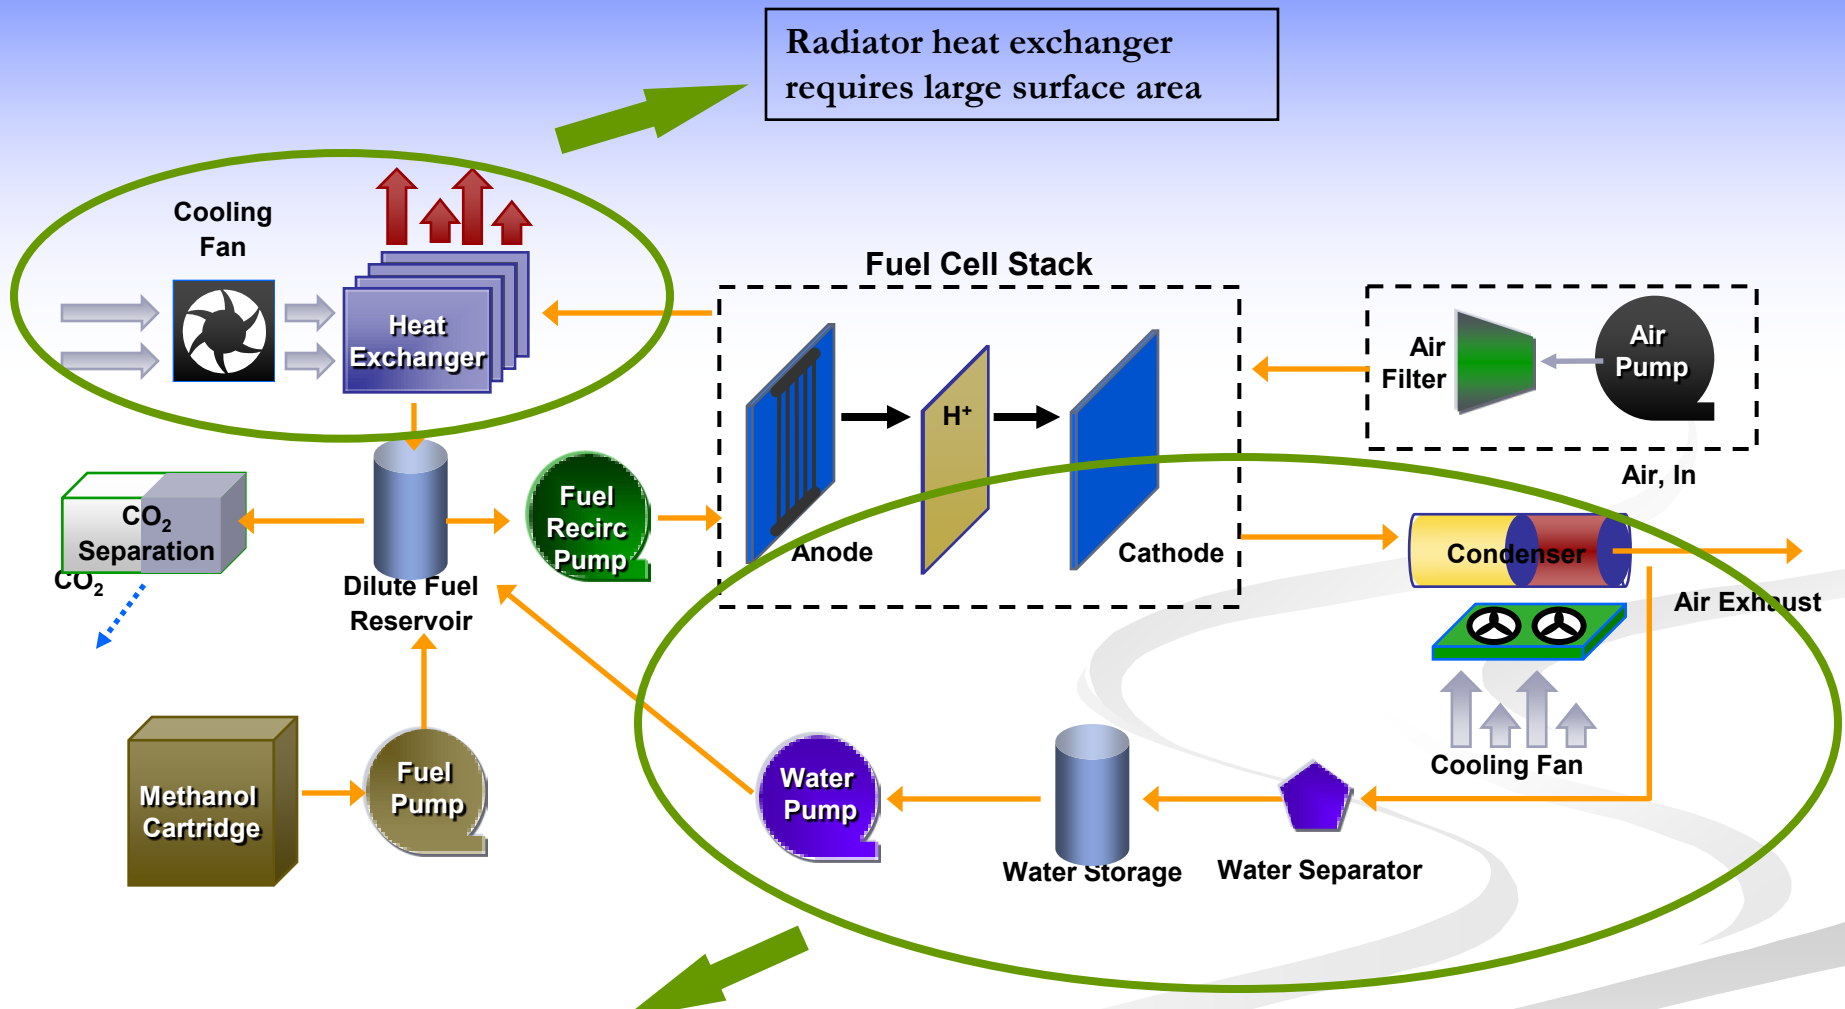 Radiator heat exchanger
requires large surface area
Cooling
Fan
Heat
Exchanger
Fuel Cell Stack
Air
Filter
Air
Pump
H⁺
Air, In
CO₂
Separation
CO₂
Dilute Fuel
Reservoir
Fuel
Recirc
Pump
Anode
Cathode
Condenser
Air Exhaust
Cooling Fan
Methanol
Cartridge
Fuel
Pump
Water
Pump
Water Storage
Water Separator